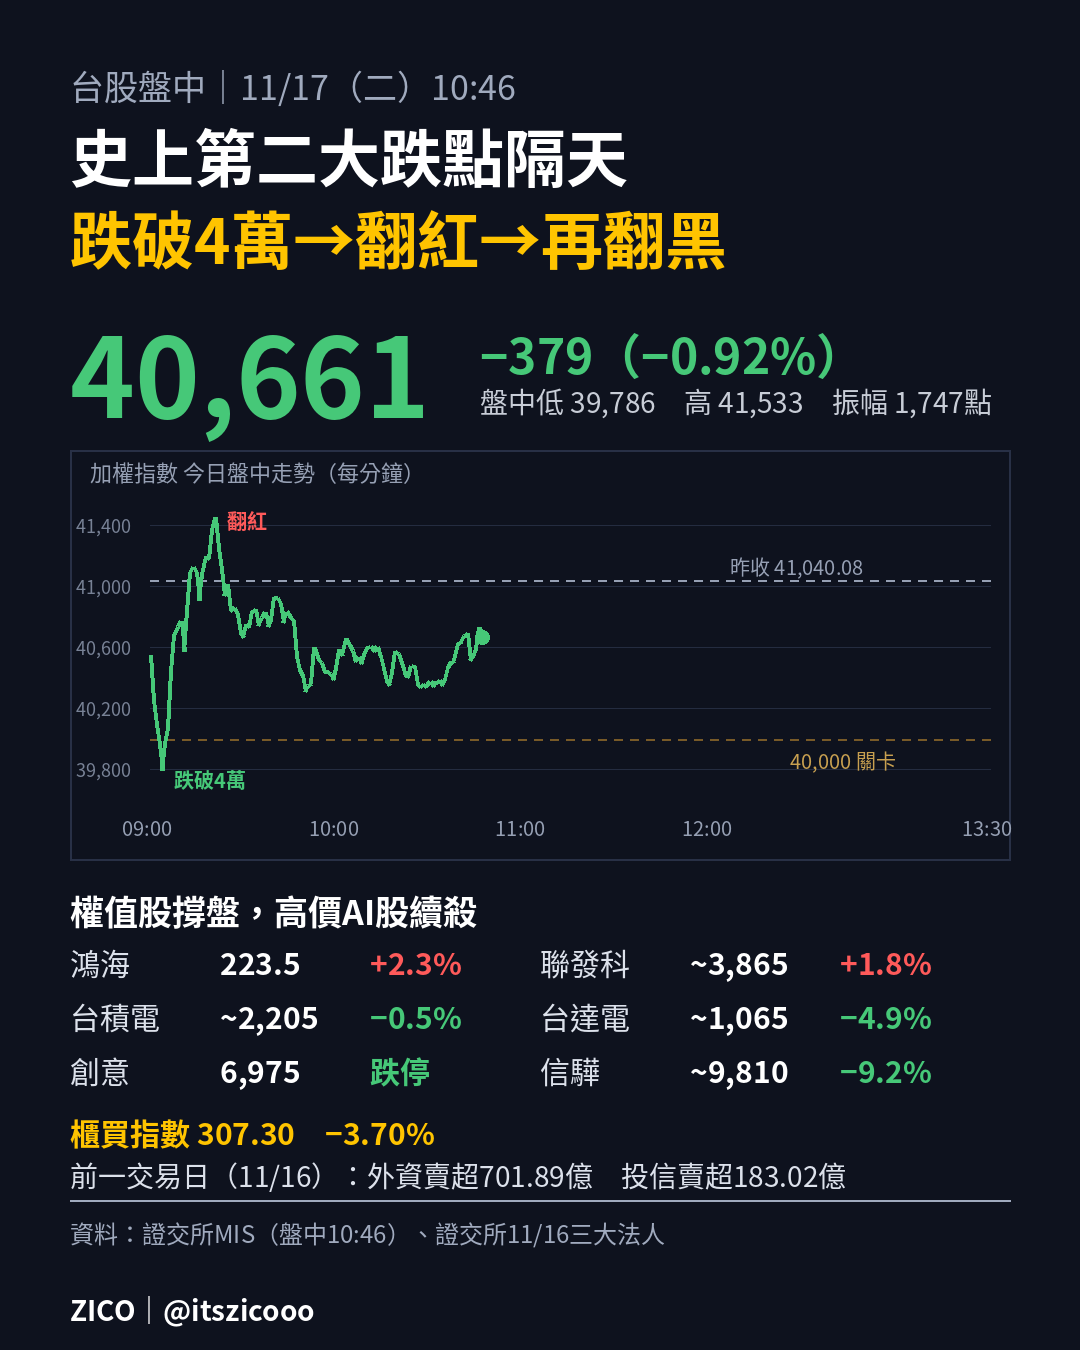 台股盤中｜11/17（二）10:46
史上第二大跌點隔天
跌破4萬→翻紅→再翻黑
40,661
−379（−0.92%）
盤中低 39,786　高 41,533　振幅 1,747點
加權指數 今日盤中走勢（每分鐘）
41,400
翻紅
昨收 41,040.08
41,000
40,600
40,200
40,000 關卡
39,800
跌破4萬
09:00 10:00 11:00 12:00 13:30
權值股撐盤，高價AI股續殺
鴻海 223.5 +2.3% 聯發科 ~3,865 +1.8%
台積電 ~2,205 −0.5% 台達電 ~1,065 −4.9%
創意 6,975 跌停 信驊 ~9,810 −9.2%
櫃買指數 307.30　−3.70%
前一交易日（11/16）：外資賣超701.89億　投信賣超183.02億
資料：證交所MIS（盤中10:46）、證交所11/16三大法人
ZICO｜@itszicooo